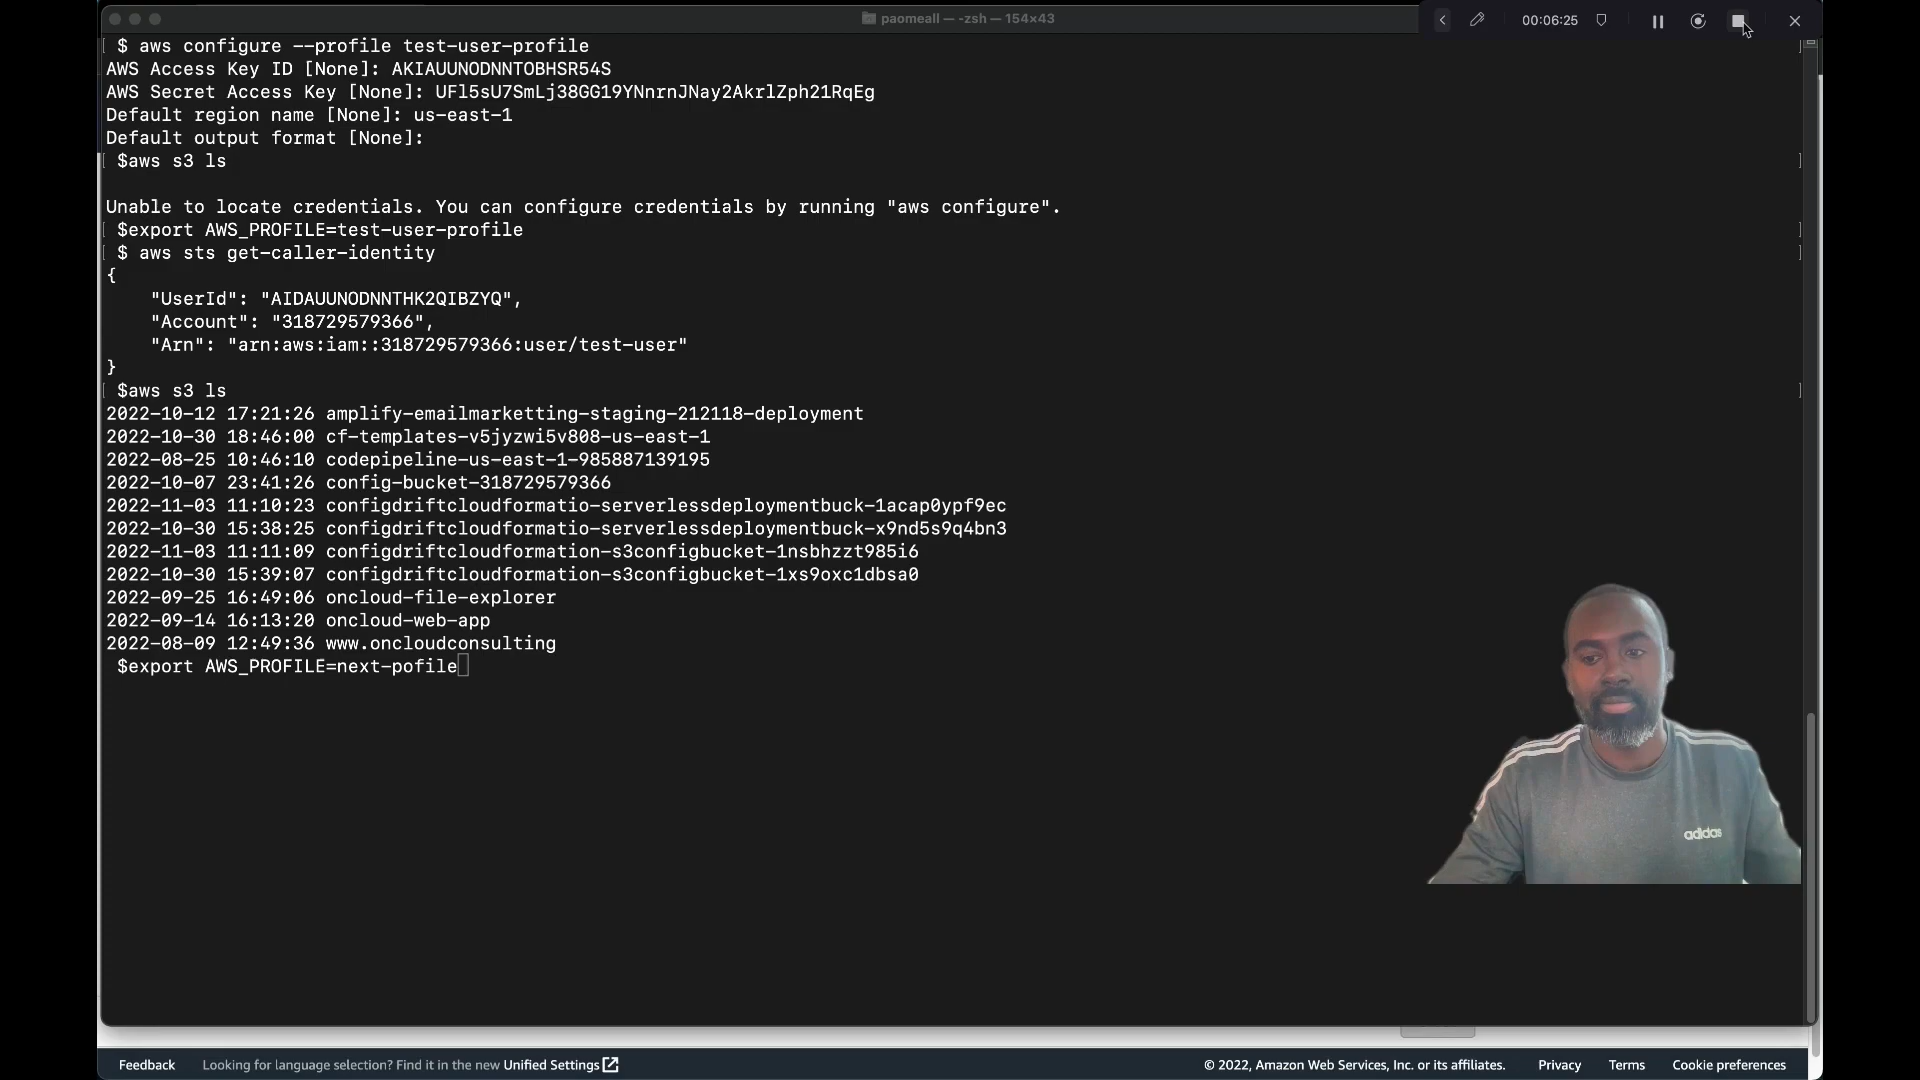 paomeall — -zsh — 154×43
00:06:25
$ aws configure --profile test-user-profile
AWS Access Key ID [None]: AKIAUUNODNNTOBHSR54S
AWS Secret Access Key [None]: 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
Default region name [None]: us-east-1
Default output format [None]:
$aws s3 ls
Unable to locate credentials. You can configure credentials by running "aws configure".
$export AWS_PROFILE=test-user-profile
$ aws sts get-caller-identity
{
"UserId": "AIDAUUNODNNTHK2QIBZYQ",
"Account": "318729579366",
"Arn": "arn:aws:iam::318729579366:user/test-user"
}
$aws s3 ls
2022-10-12 17:21:26 amplify-emailmarketting-staging-212118-deployment
2022-10-30 18:46:00 cf-templates-v5jyzwi5v808-us-east-1
2022-08-25 10:46:10 codepipeline-us-east-1-985887139195
2022-10-07 23:41:26 config-bucket-318729579366
2022-11-03 11:10:23 configdriftcloudformatio-serverlessdeploymentbuck-1acap0ypf9ec
2022-10-30 15:38:25 configdriftcloudformatio-serverlessdeploymentbuck-x9nd5s9q4bn3
2022-11-03 11:11:09 configdriftcloudformation-s3configbucket-1nsbhzzt985i6
2022-10-30 15:39:07 configdriftcloudformation-s3configbucket-1xs9oxc1dbsa0
2022-09-25 16:49:06 oncloud-file-explorer
2022-09-14 16:13:20 oncloud-web-app
2022-08-09 12:49:36 www.oncloudconsulting
$export AWS_PROFILE=next-pofile
adidas
Feedback Looking for language selection? Find it in the new Unified Settings © 2022, Amazon Web Services, Inc. or its affiliates. Privacy Terms Cookie preferences